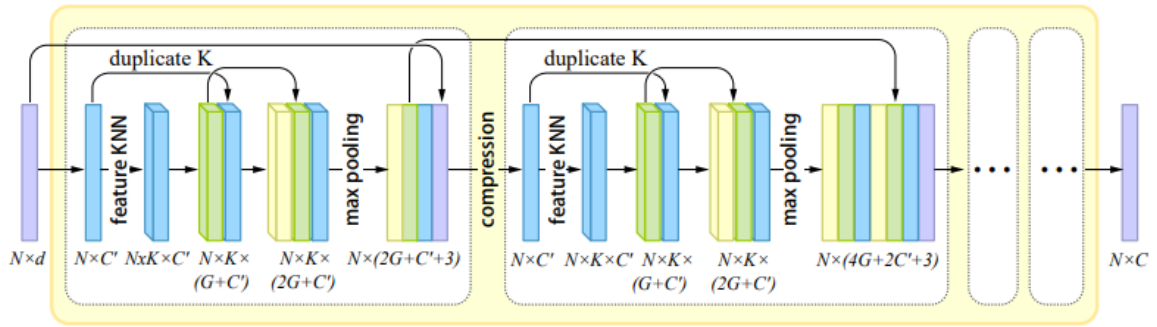 duplicate K
duplicate K
feature KNN
max pooling
compression
feature KNN
max pooling
N×d
N×C'
NxK×C'
N×K×
(G+C')
N×K×
(2G+C')
N×(2G+C'+3)
N×C'
N×K×C'
N×K×
(G+C')
N×K×
(2G+C')
N×(4G+2C'+3)
N×C